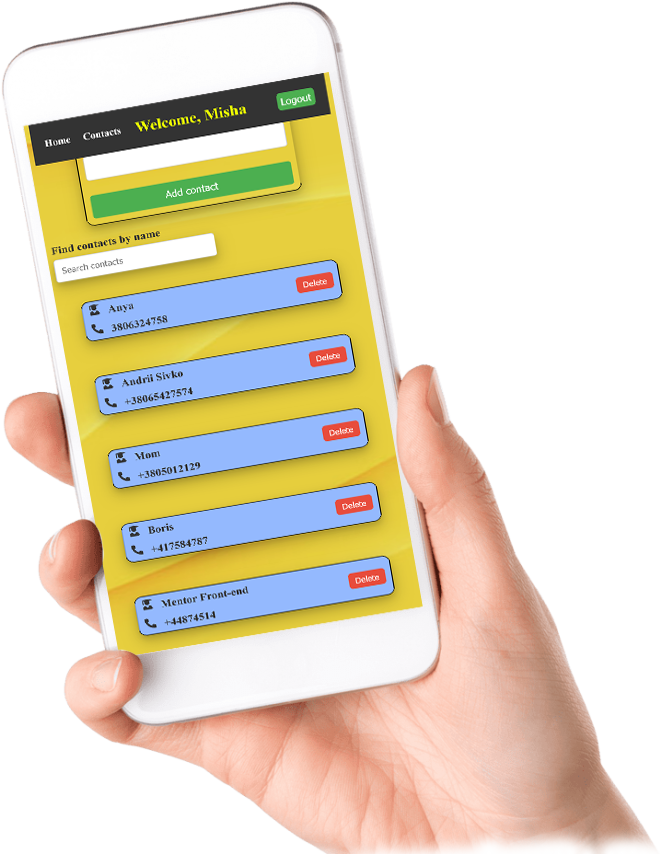 Home Contacts Welcome, Misha Logout
Add contact
Find contacts by name
Search contacts
Anya Delete
3806324758
Andrii Sivko Delete
+38065427574
Mom Delete
+3805012129
Boris Delete
+417584787
Mentor Front-end Delete
+44874514